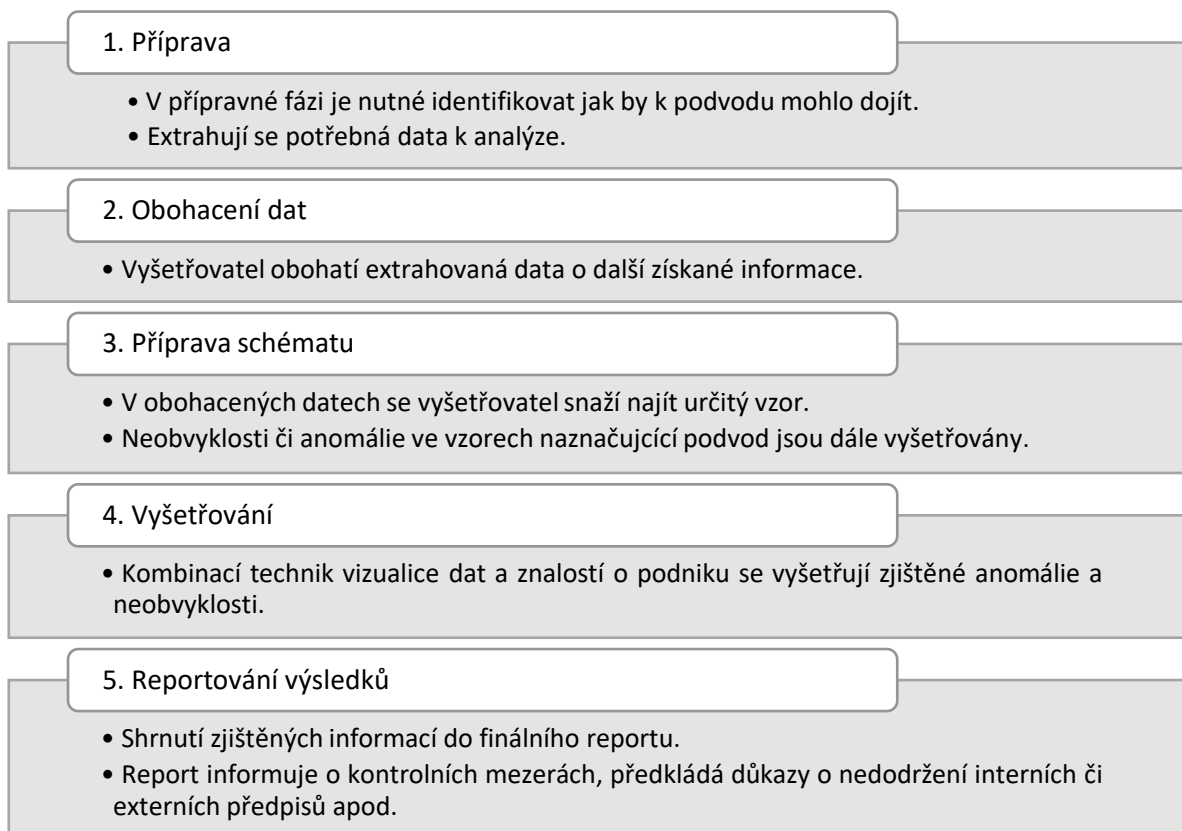 1. Příprava
• V přípravné fázi je nutné identifikovat jak by k podvodu mohlo dojít.
• Extrahují se potřebná data k analýze.
2. Obohacení dat
• Vyšetřovatel obohatí extrahovaná data o další získané informace.
3. Příprava schématu
• V obohacených datech se vyšetřovatel snaží najít určitý vzor.
• Neobvyklosti či anomálie ve vzorech naznačujcící podvod jsou dále vyšetřovány.
4. Vyšetřování
• Kombinací technik vizualice dat a znalostí o podniku se vyšetřují zjištěné anomálie a
neobvyklosti.
5. Reportování výsledků
• Shrnutí zjištěných informací do finálního reportu.
• Report informuje o kontrolních mezerách, předkládá důkazy o nedodržení interních či
externích předpisů apod.